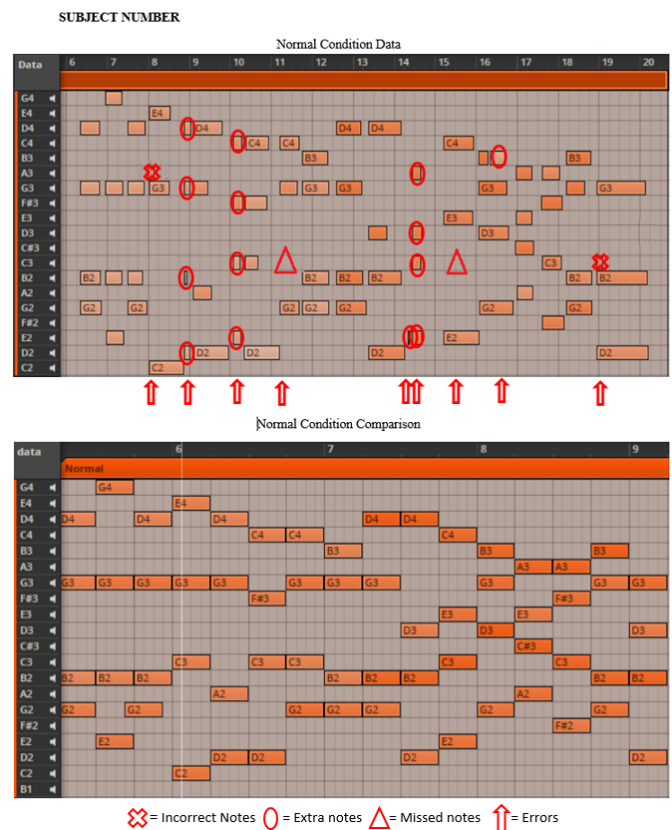 SUBJECT NUMBER
Normal Condition Data
Data 6 7 8 9 10 11 12 13 14 15 16 17 18 19 20
G4
E4 E4
D4 D4 D4 D4
C4 C4 C4 C4
B3 B3 B3
A3
G3 G3 G3 G3 G3 G3
F#3
E3 E3
D3 D3
C#3
C3 C3
B2 B2 B2 B2 B2 B2 B2
A2
G2 G2 G2 G2 G2 G2 G2 G2
F#2
E2 E2
D2 D2 D2 D2 D2
C2 C2
Normal Condition Comparison
data 6 7 8 9
Normal
G4 G4
E4 E4
D4 D4 D4 D4 D4 D4
C4 C4 C4 C4
B3 B3 B3 B3
A3 A3 A3
G3 G3 G3 G3 G3 G3 G3 G3 G3 G3 G3 G3
F#3 F#3 F#3
E3 E3 E3
D3 D3 D3 D3
C#3 C#3
C3 C3 C3 C3 C3 C3
B2 B2 B2 B2 B2 B2 B2 B2 B2
A2 A2 A2
G2 G2 G2 G2 G2 G2 G2 G2
F#2 F#2
E2 E2 E2
D2 D2 D2 D2 D2
C2 C2
B1
= Incorrect Notes = Extra notes = Missed notes = Errors